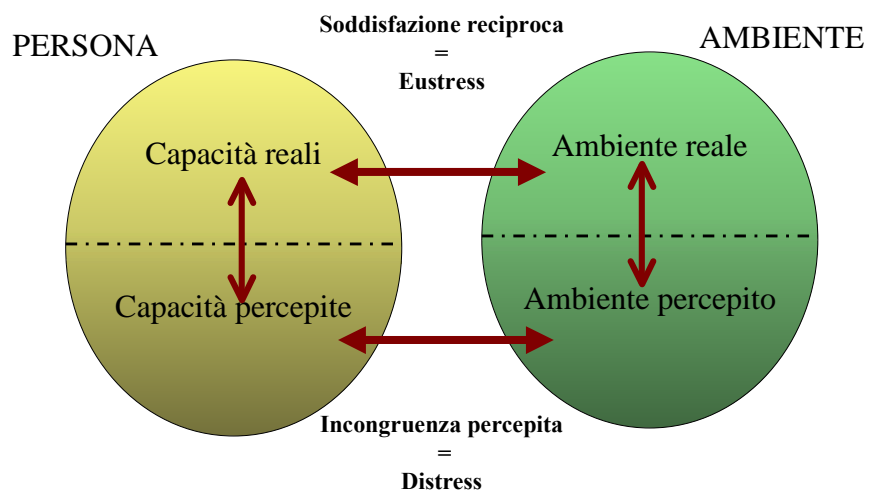 Soddisfazione reciproca
=
Eustress
PERSONA
AMBIENTE
Capacità reali
Ambiente reale
Capacità percepite
Ambiente percepito
Incongruenza percepita
=
Distress